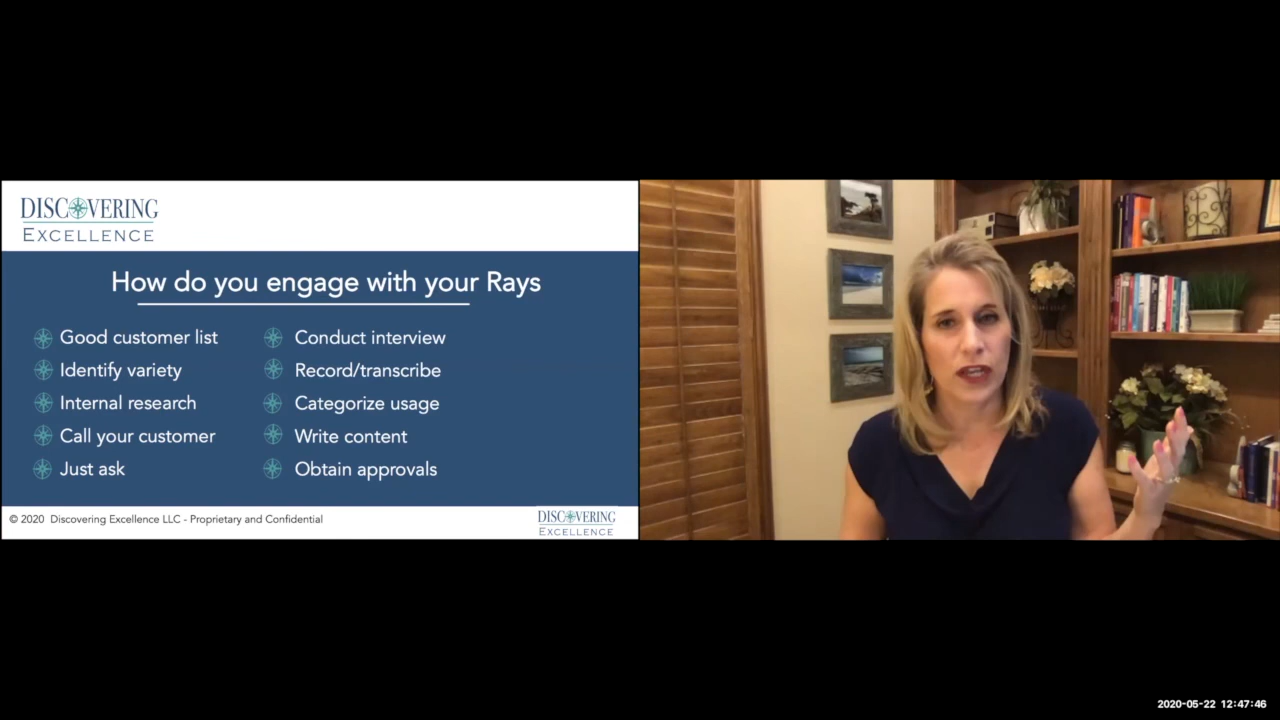 DISCOVERING
EXCELLENCE
How do you engage with your Rays
Good customer list
Identify variety
Internal research
Call your customer
Just ask
Conduct interview
Record/transcribe
Categorize usage
Write content
Obtain approvals
© 2020 Discovering Excellence LLC - Proprietary and Confidential
DISCOVERING
EXCELLENCE
2020-05-22 12:47:46